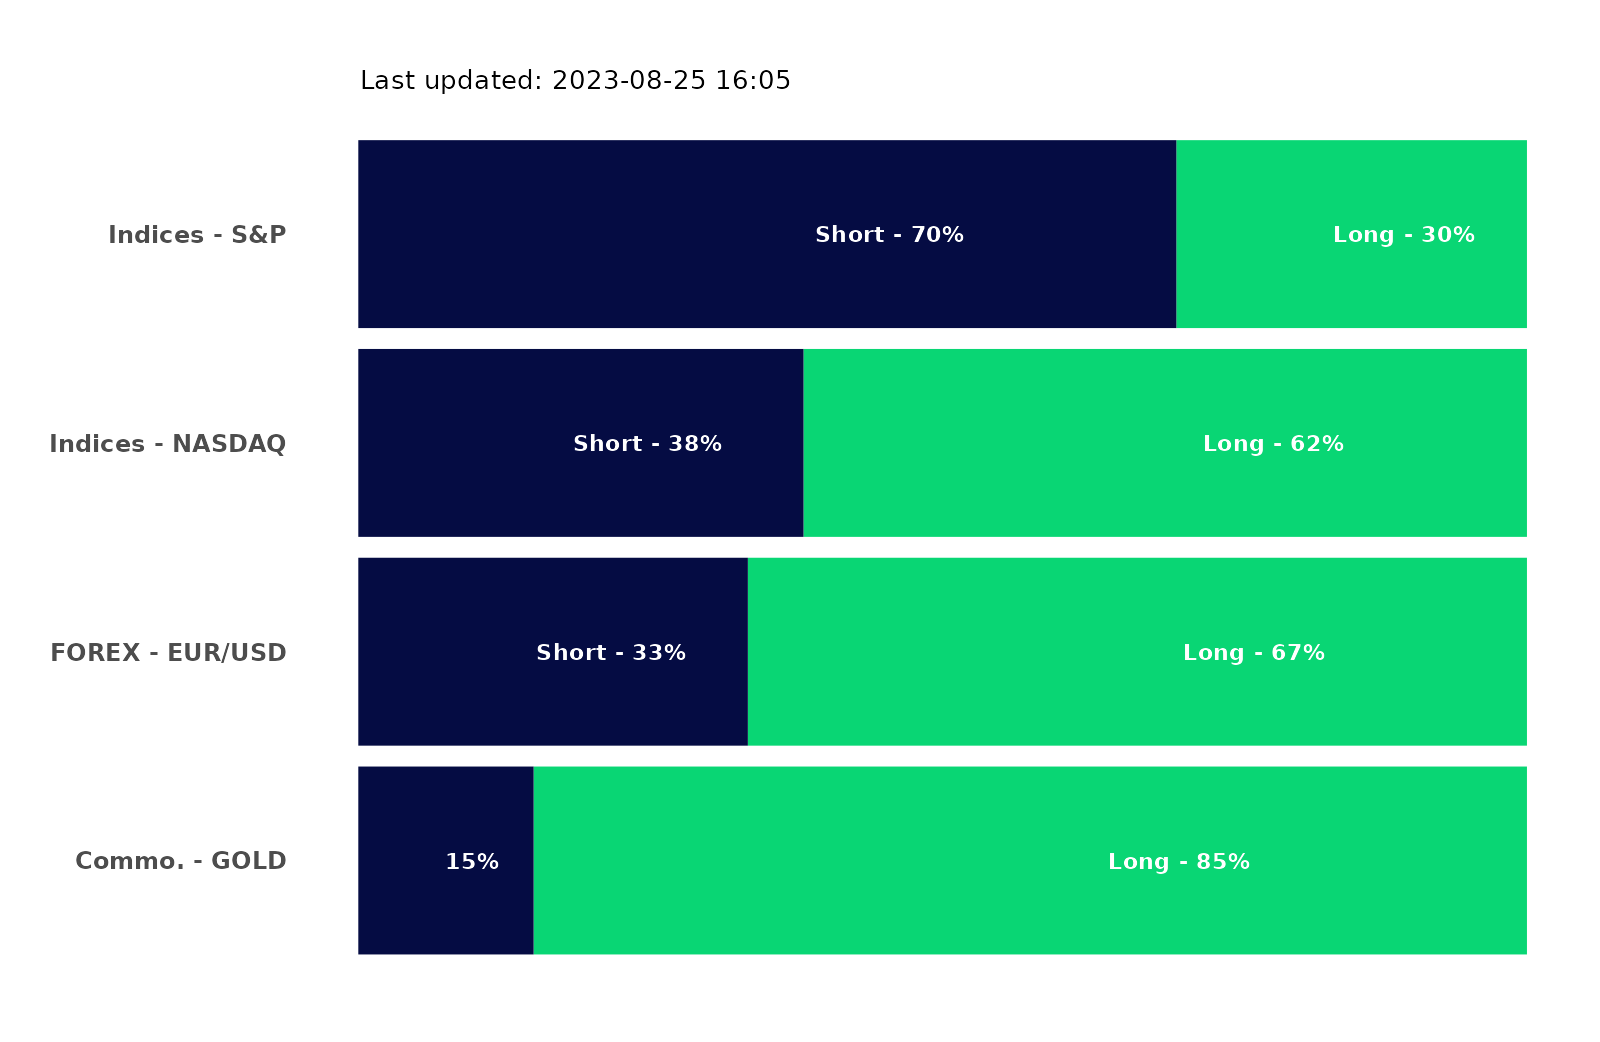 Last updated: 2023-08-25 16:05
Indices - S&P Short - 70% Long - 30%
Indices - NASDAQ Short - 38% Long - 62%
FOREX - EUR/USD Short - 33% Long - 67%
Commo. - GOLD 15% Long - 85%